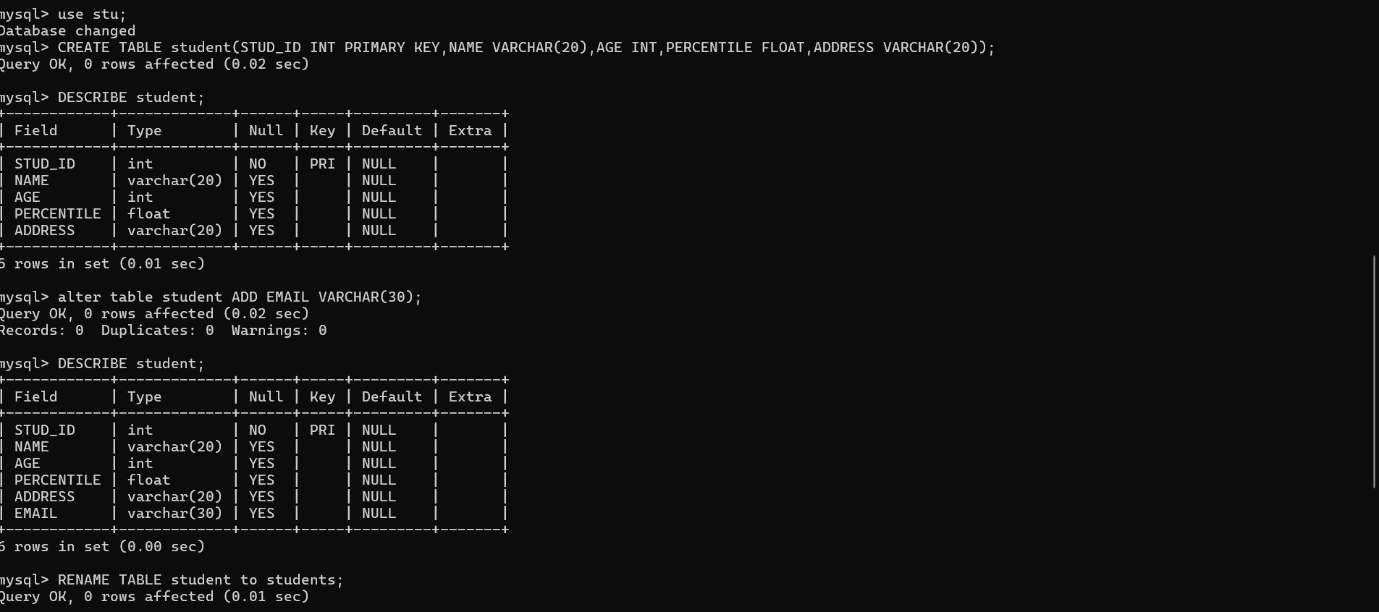 mysql> use stu;
Database changed
mysql> CREATE TABLE student(STUD_ID INT PRIMARY KEY,NAME VARCHAR(20),AGE INT,PERCENTILE FLOAT,ADDRESS VARCHAR(20));
Query OK, 0 rows affected (0.02 sec)

mysql> DESCRIBE student;
+------------+-------------+------+-----+---------+-------+
| Field      | Type        | Null | Key | Default | Extra |
+------------+-------------+------+-----+---------+-------+
| STUD_ID    | int         | NO   | PRI | NULL    |       |
| NAME       | varchar(20) | YES  |     | NULL    |       |
| AGE        | int         | YES  |     | NULL    |       |
| PERCENTILE | float       | YES  |     | NULL    |       |
| ADDRESS    | varchar(20) | YES  |     | NULL    |       |
+------------+-------------+------+-----+---------+-------+
5 rows in set (0.01 sec)

mysql> alter table student ADD EMAIL VARCHAR(30);
Query OK, 0 rows affected (0.02 sec)
Records: 0  Duplicates: 0  Warnings: 0

mysql> DESCRIBE student;
+------------+-------------+------+-----+---------+-------+
| Field      | Type        | Null | Key | Default | Extra |
+------------+-------------+------+-----+---------+-------+
| STUD_ID    | int         | NO   | PRI | NULL    |       |
| NAME       | varchar(20) | YES  |     | NULL    |       |
| AGE        | int         | YES  |     | NULL    |       |
| PERCENTILE | float       | YES  |     | NULL    |       |
| ADDRESS    | varchar(20) | YES  |     | NULL    |       |
| EMAIL      | varchar(30) | YES  |     | NULL    |       |
+------------+-------------+------+-----+---------+-------+
6 rows in set (0.00 sec)

mysql> RENAME TABLE student to students;
Query OK, 0 rows affected (0.01 sec)